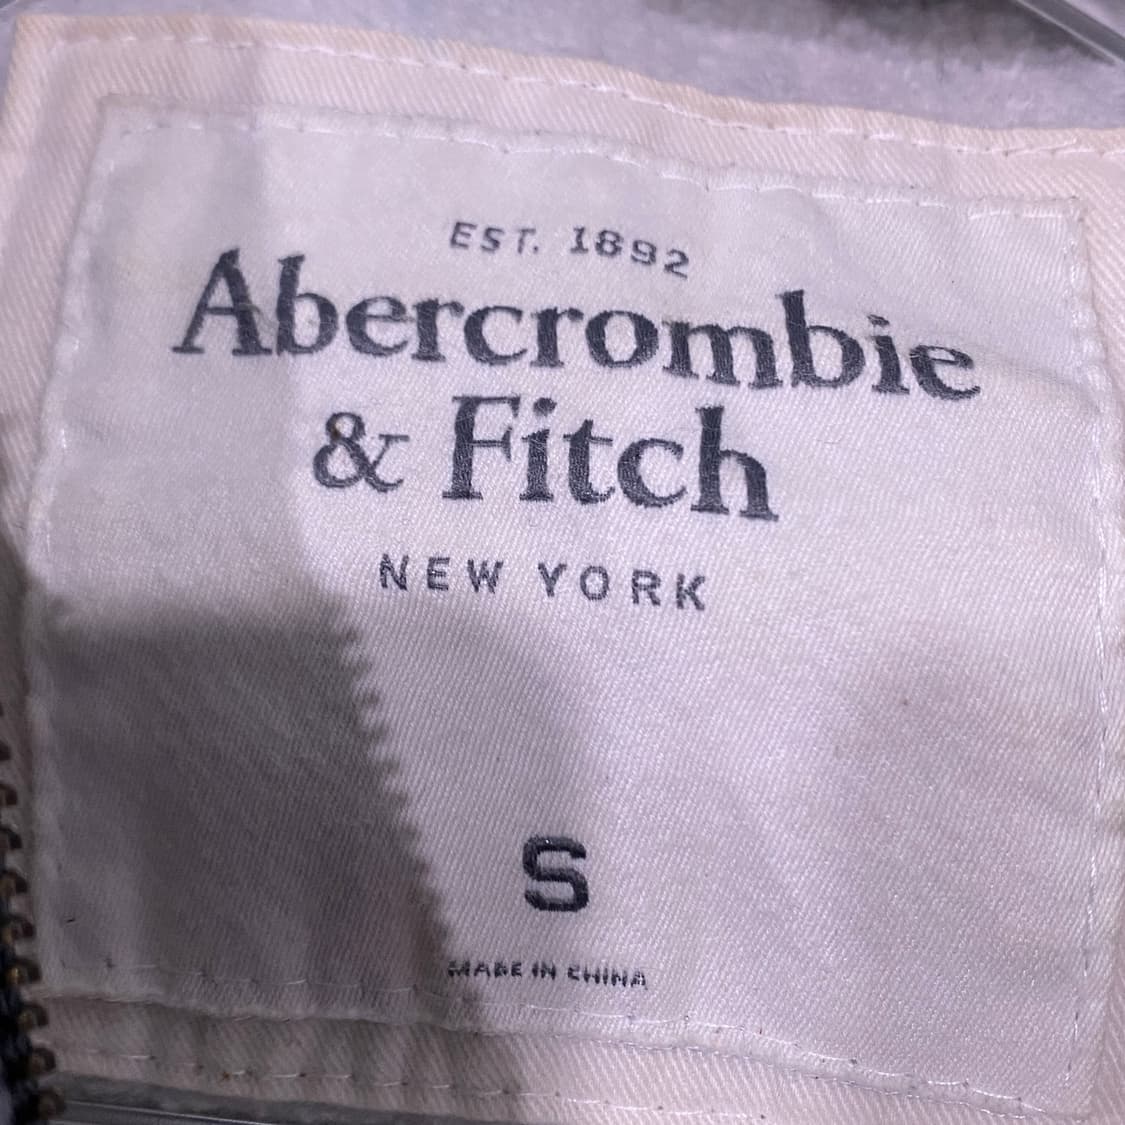 EST. 1892
Abercrombie
& Fitch
NEW YORK
S
MADE IN CHINA